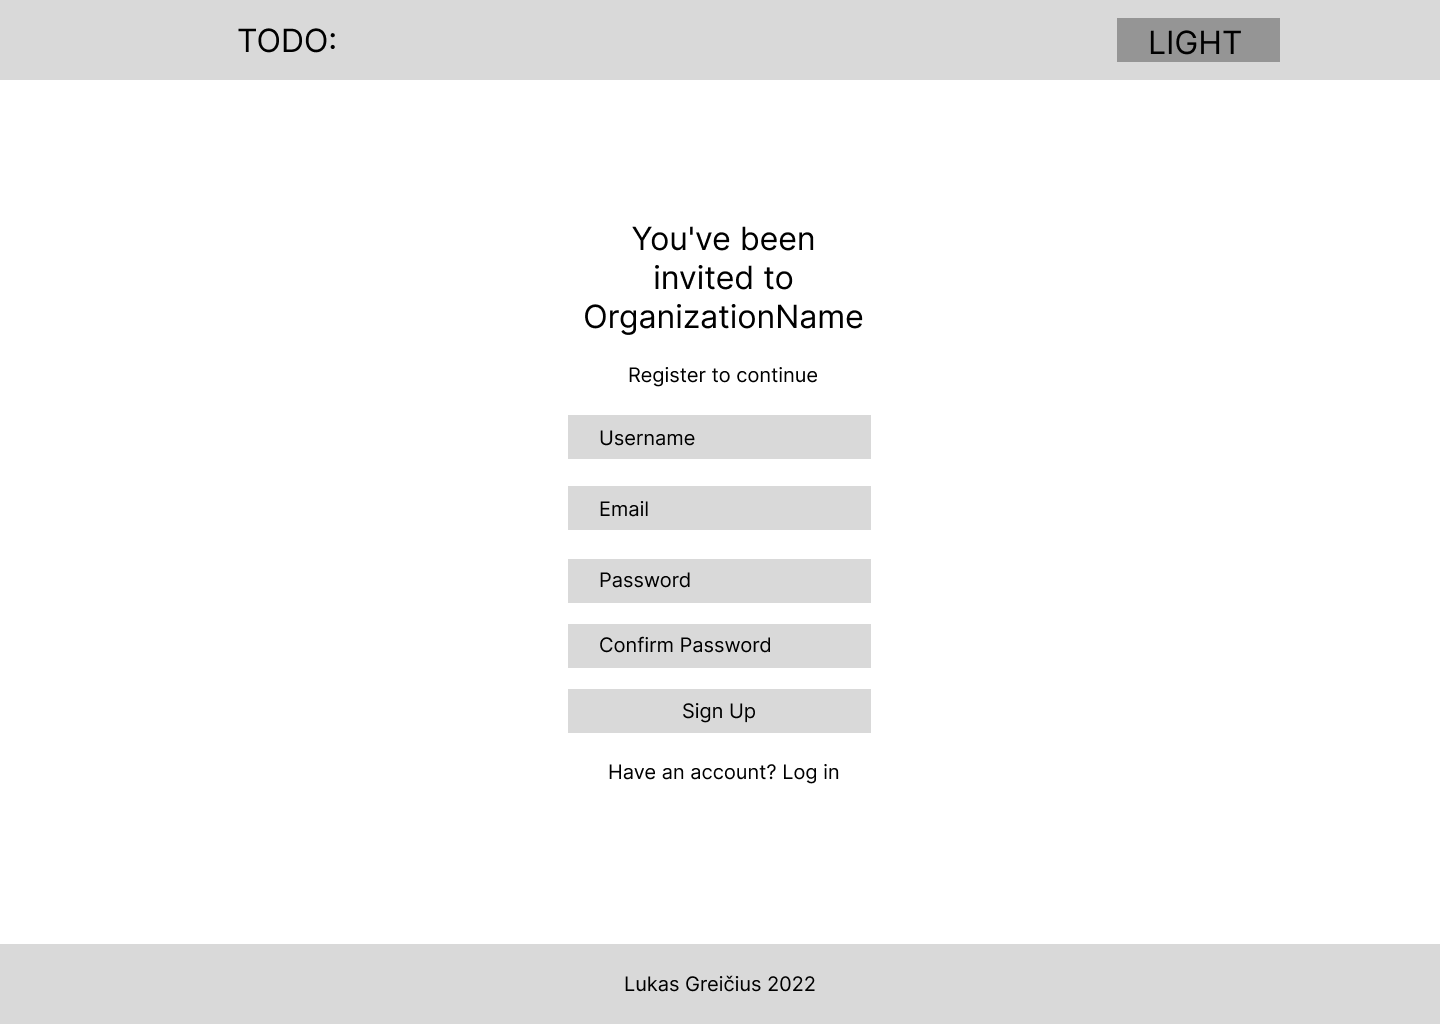 TODO:
LIGHT
You've been
invited to
OrganizationName
Register to continue
Username
Email
Password
Confirm Password
Sign Up
Have an account? Log in
Lukas Greičius 2022